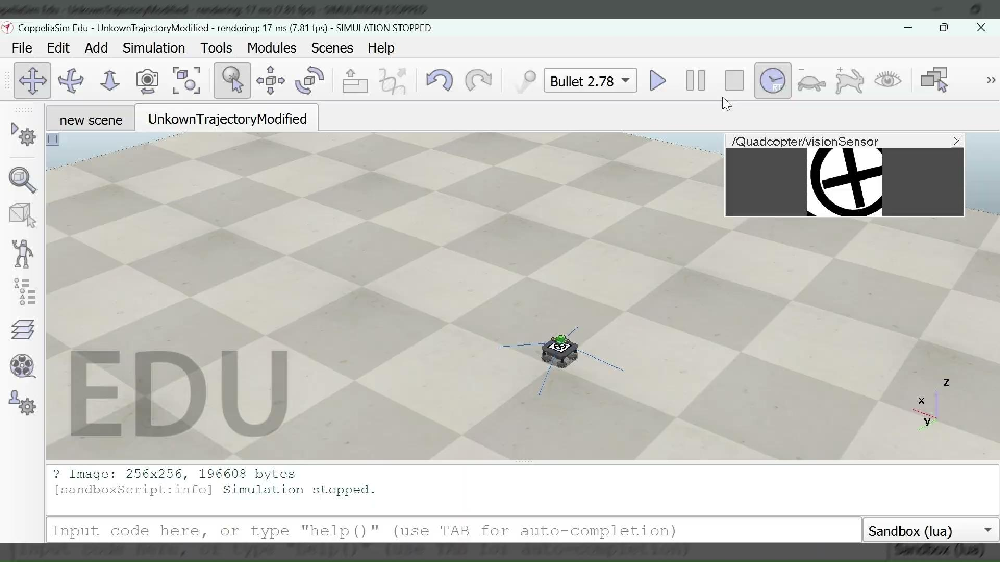 CoppeliaSim Edu - UnkownTrajectoryModified - rendering: 17 ms (7.81 fps) - SIMULATION STOPPED
File Edit Add Simulation Tools Modules Scenes Help
Bullet 2.78
RT
new scene
UnkownTrajectoryModified
/Quadcopter/visionSensor
EDU
z
x
y
? Image: 256x256, 196608 bytes
[sandboxScript:info] Simulation stopped.
Input code here, or type "help()" (use TAB for auto-completion)
Sandbox (lua)